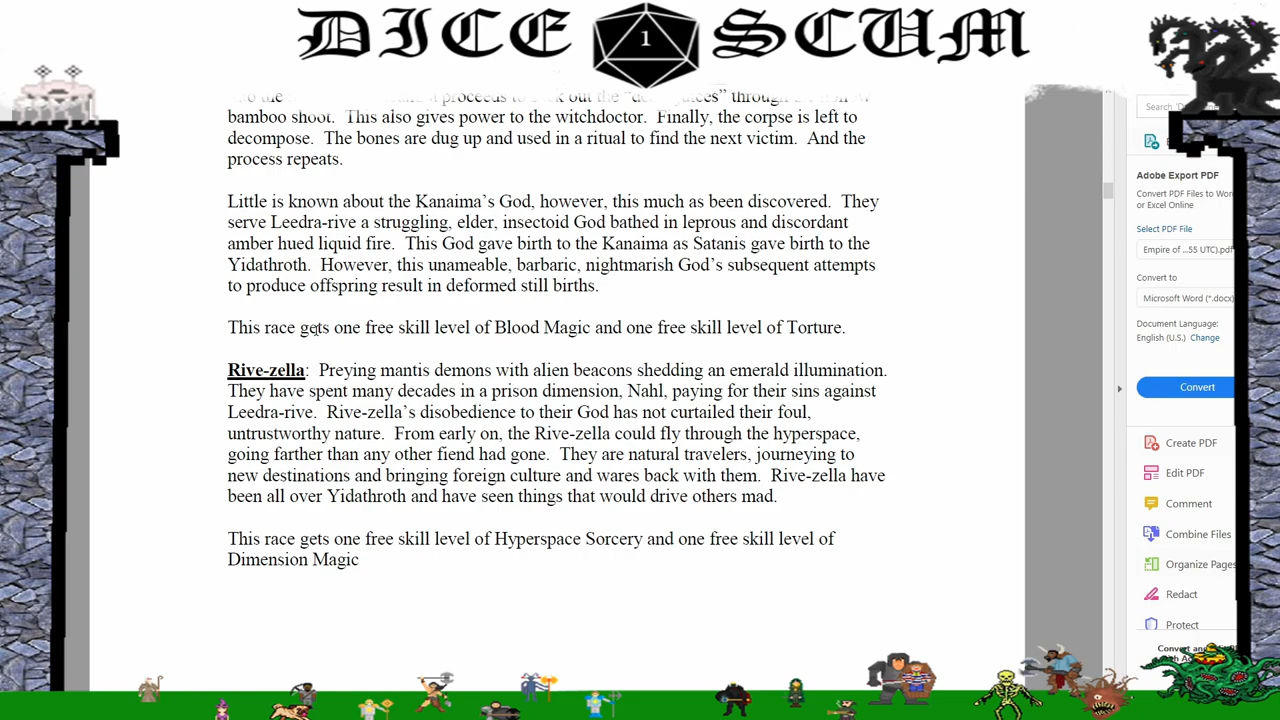 DICE 1 SCUM
proceeds to
through
bamboo shoot.  This also gives power to the witchdoctor.  Finally, the corpse is left to
decompose.  The bones are dug up and used in a ritual to find the next victim.  And the
process repeats.
Little is known about the Kanaima's God, however, this much as been discovered.  They
serve Leedra-rive a struggling, elder, insectoid God bathed in leprous and discordant
amber hued liquid fire.  This God gave birth to the Kanaima as Satanis gave birth to the
Yidathroth.  However, this unameable, barbaric, nightmarish God's subsequent attempts
to produce offspring result in deformed still births.
This race gets one free skill level of Blood Magic and one free skill level of Torture.
Rive-zella:  Preying mantis demons with alien beacons shedding an emerald illumination.
They have spent many decades in a prison dimension, Nahl, paying for their sins against
Leedra-rive.  Rive-zella's disobedience to their God has not curtailed their foul,
untrustworthy nature.  From early on, the Rive-zella could fly through the hyperspace,
going farther than any other fiend had gone.  They are natural travelers, journeying to
new destinations and bringing foreign culture and wares back with them.  Rive-zella have
been all over Yidathroth and have seen things that would drive others mad.
This race gets one free skill level of Hyperspace Sorcery and one free skill level of
Dimension Magic
Search
Adobe Export PDF
Convert PDF Files to Wor
or Excel Online
Select PDF File
Empire of ...55 UTC).pdf
Convert to
Microsoft Word (*.docx)
Document Language:
English (U.S.) Change
Convert
Create PDF
Edit PDF
Comment
Combine Files
Organize Pages
Redact
Protect
Convert and